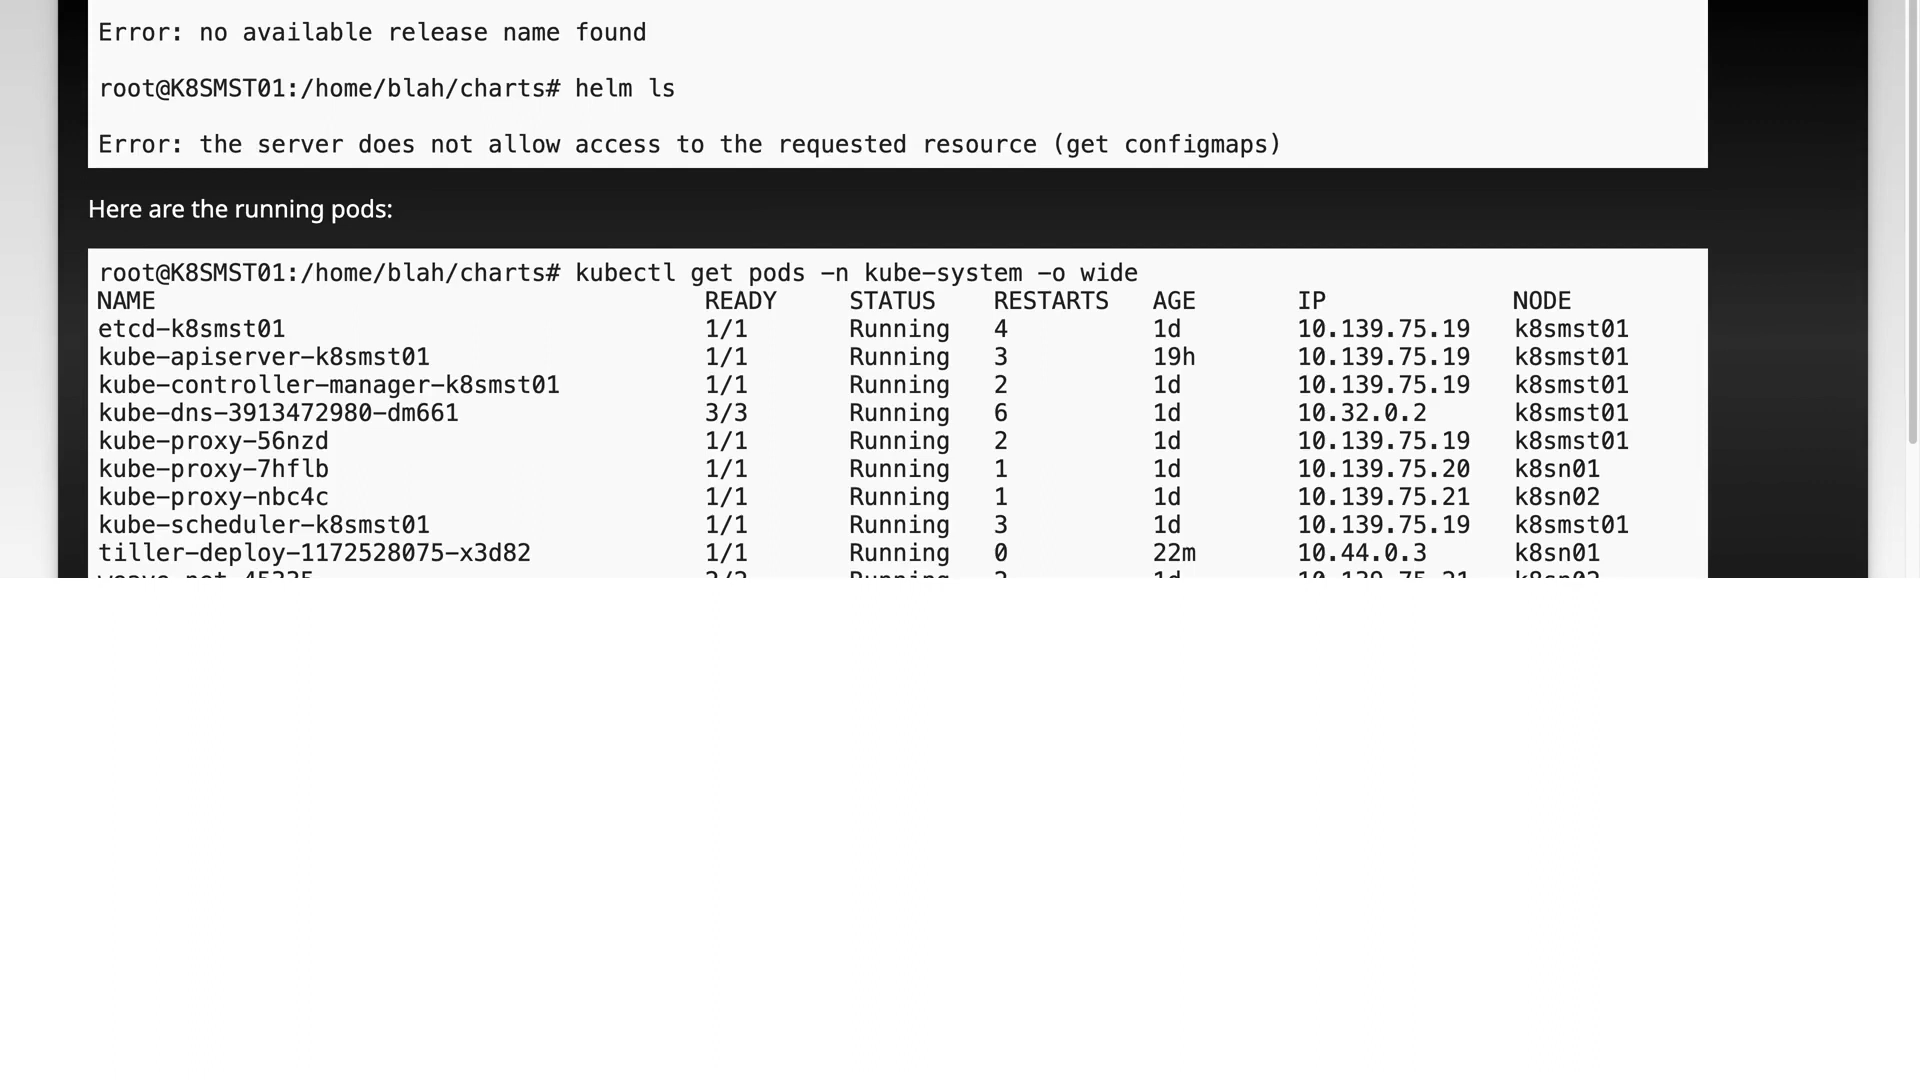 Error: no available release name found
root@K8SMST01:/home/blah/charts# helm ls
Error: the server does not allow access to the requested resource (get configmaps)
Here are the running pods:
root@K8SMST01:/home/blah/charts# kubectl get pods -n kube-system -o wide
NAME READY STATUS RESTARTS AGE IP NODE
etcd-k8smst01 1/1 Running 4 1d 10.139.75.19 k8smst01
kube-apiserver-k8smst01 1/1 Running 3 19h 10.139.75.19 k8smst01
kube-controller-manager-k8smst01 1/1 Running 2 1d 10.139.75.19 k8smst01
kube-dns-3913472980-dm661 3/3 Running 6 1d 10.32.0.2 k8smst01
kube-proxy-56nzd 1/1 Running 2 1d 10.139.75.19 k8smst01
kube-proxy-7hflb 1/1 Running 1 1d 10.139.75.20 k8sn01
kube-proxy-nbc4c 1/1 Running 1 1d 10.139.75.21 k8sn02
kube-scheduler-k8smst01 1/1 Running 3 1d 10.139.75.19 k8smst01
tiller-deploy-1172528075-x3d82 1/1 Running 0 22m 10.44.0.3 k8sn01